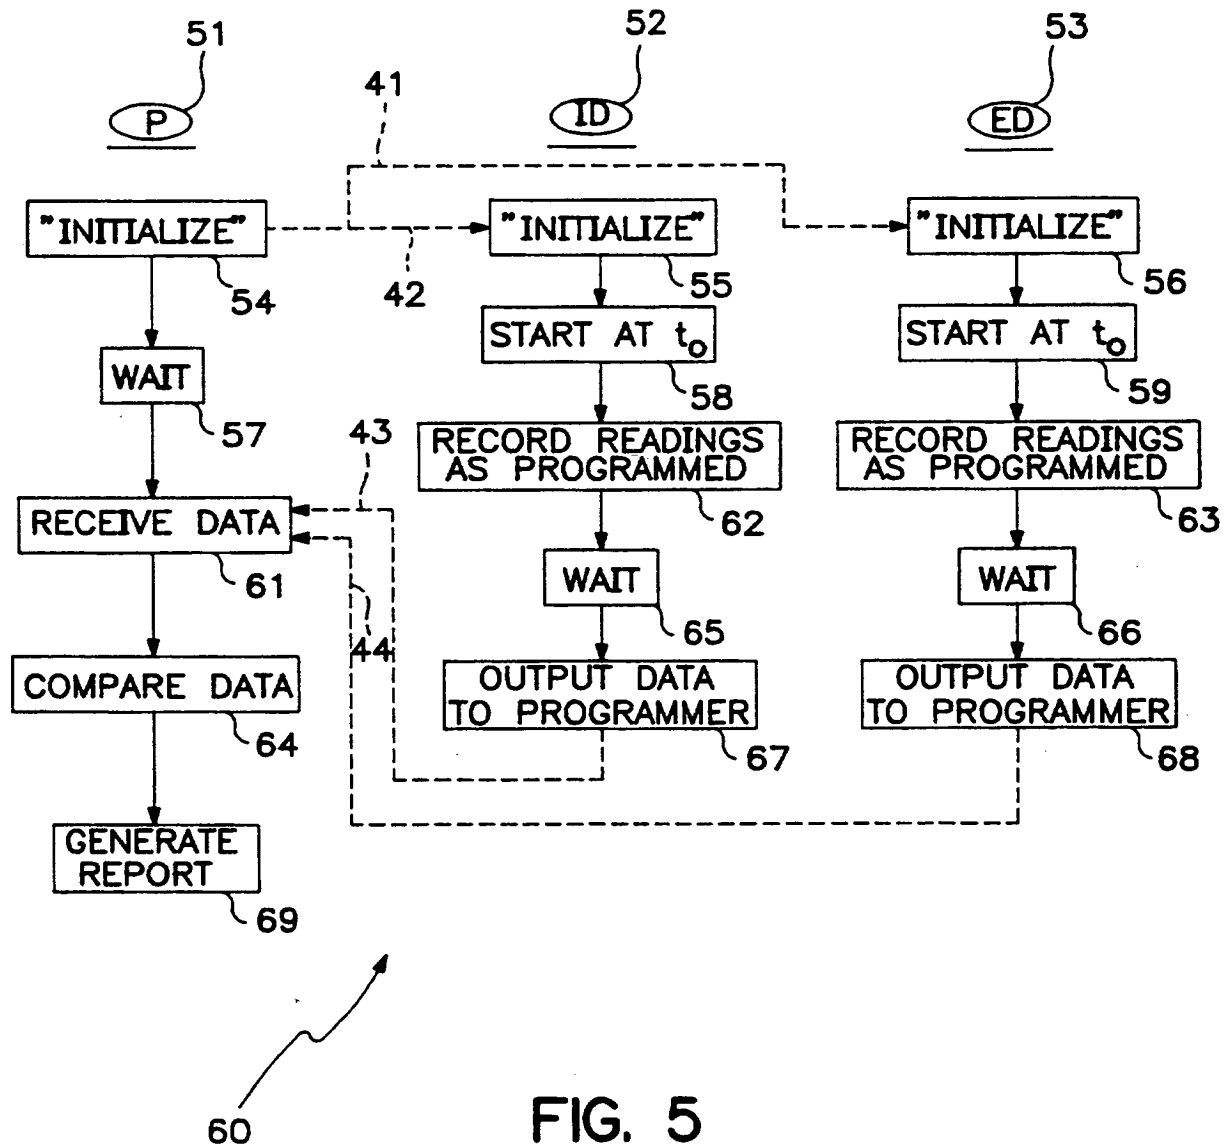 51
52
53
41
P
ID
ED
"INITIALIZE"
"INITIALIZE"
"INITIALIZE"
54
42
55
56
START AT to
START AT to
WAIT
58
59
57
43
RECORD READINGS
AS PROGRAMMED
RECORD READINGS
AS PROGRAMMED
RECEIVE DATA
62
63
61
WAIT
WAIT
44
65
66
COMPARE DATA
OUTPUT DATA
TO PROGRAMMER
OUTPUT DATA
TO PROGRAMMER
64
67
68
GENERATE
REPORT
69
60
FIG. 5